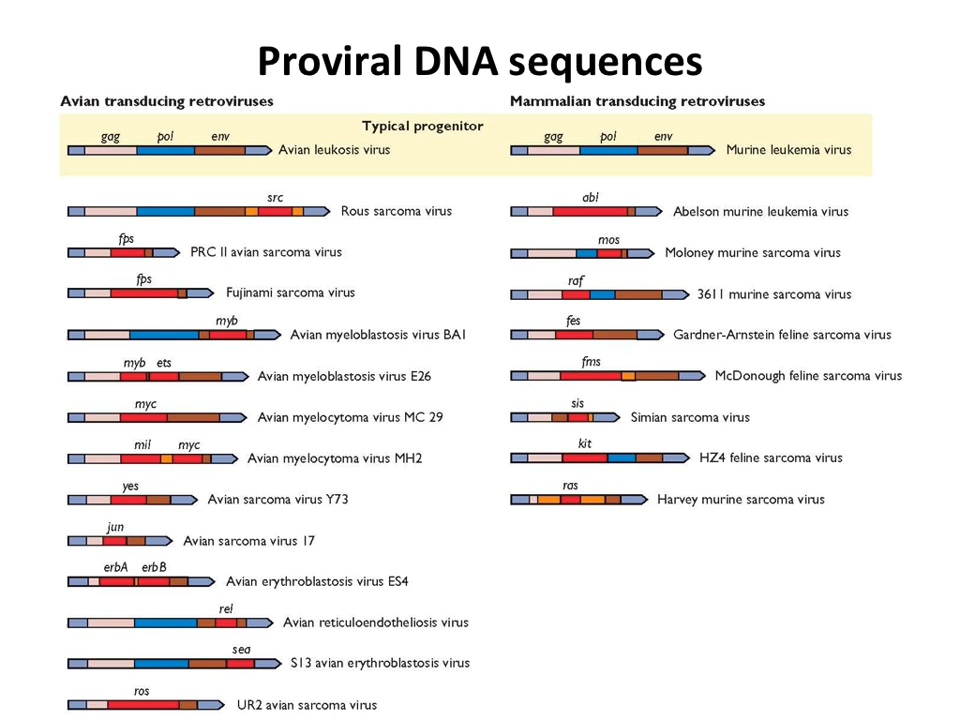 Proviral DNA sequences
Avian transducing retroviruses
Mammalian transducing retroviruses
Typical progenitor
gag pol env
Avian leukosis virus
gag pol env
Murine leukemia virus
src
Rous sarcoma virus
fps
PRC II avian sarcoma virus
fps
Fujinami sarcoma virus
myb
Avian myeloblastosis virus BA1
myb ets
Avian myeloblastosis virus E26
myc
Avian myelocytoma virus MC 29
mil myc
Avian myelocytoma virus MH2
yes
Avian sarcoma virus Y73
jun
Avian sarcoma virus 17
erbA erbB
Avian erythroblastosis virus ES4
rel
Avian reticuloendotheliosis virus
sea
S13 avian erythroblastosis virus
ros
UR2 avian sarcoma virus
abl
Abelson murine leukemia virus
mos
Moloney murine sarcoma virus
raf
3611 murine sarcoma virus
fes
Gardner-Arnstein feline sarcoma virus
fms
McDonough feline sarcoma virus
sis
Simian sarcoma virus
kit
HZ4 feline sarcoma virus
ras
Harvey murine sarcoma virus